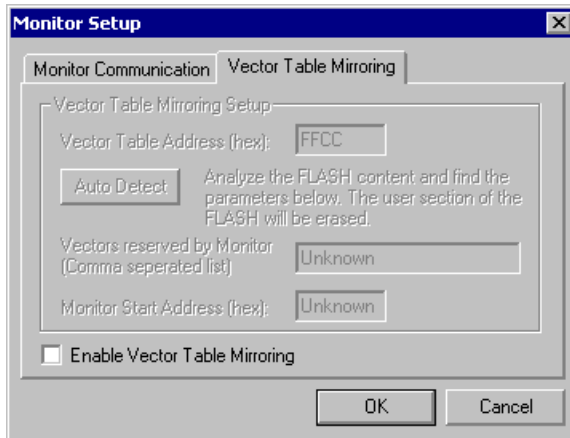 Monitor Setup
Monitor Communication
Vector Table Mirroring
Vector Table Mirroring Setup
Vector Table Address (hex): FFCC
Auto Detect
Analyze the FLASH content and find the
parameters below. The user section of the
FLASH will be erased.
Vectors reserved by Monitor
(Comma seperated list)
Unknown
Monitor Start Address (hex): Unknown
Enable Vector Table Mirroring
OK
Cancel